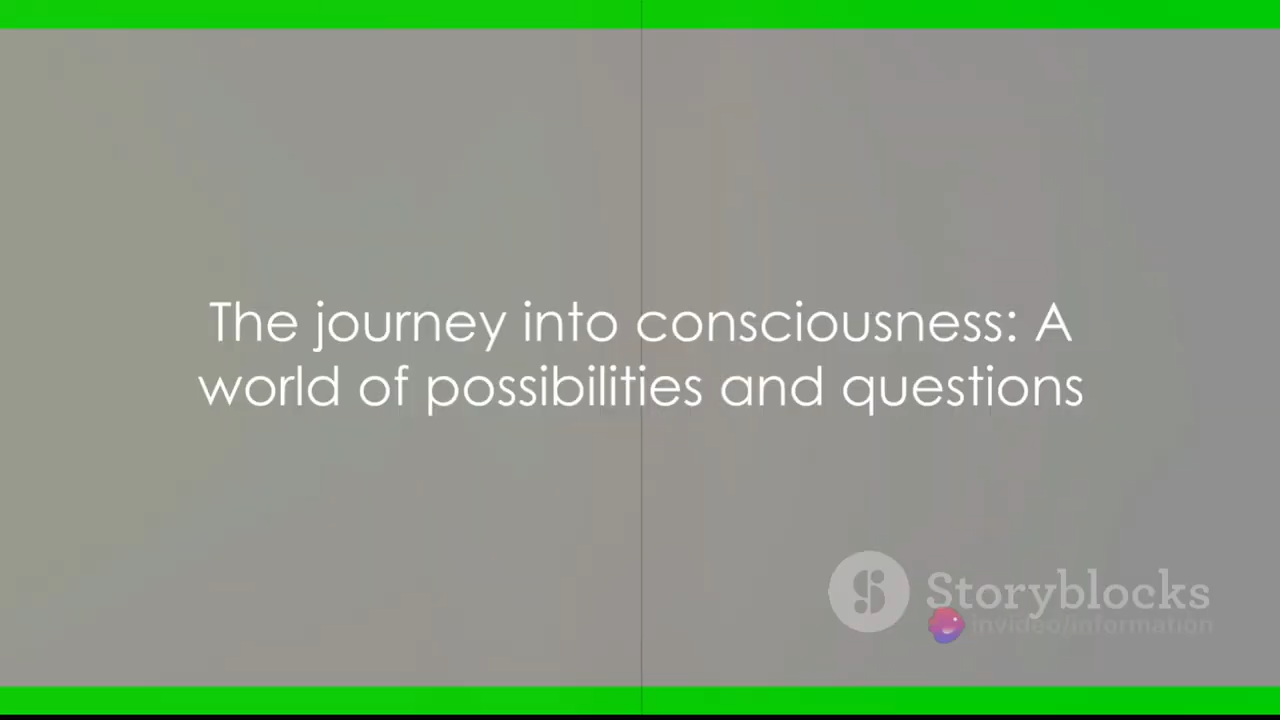 The journey into consciousness: A
world of possibilities and questions
Storyblocks
invideo/information